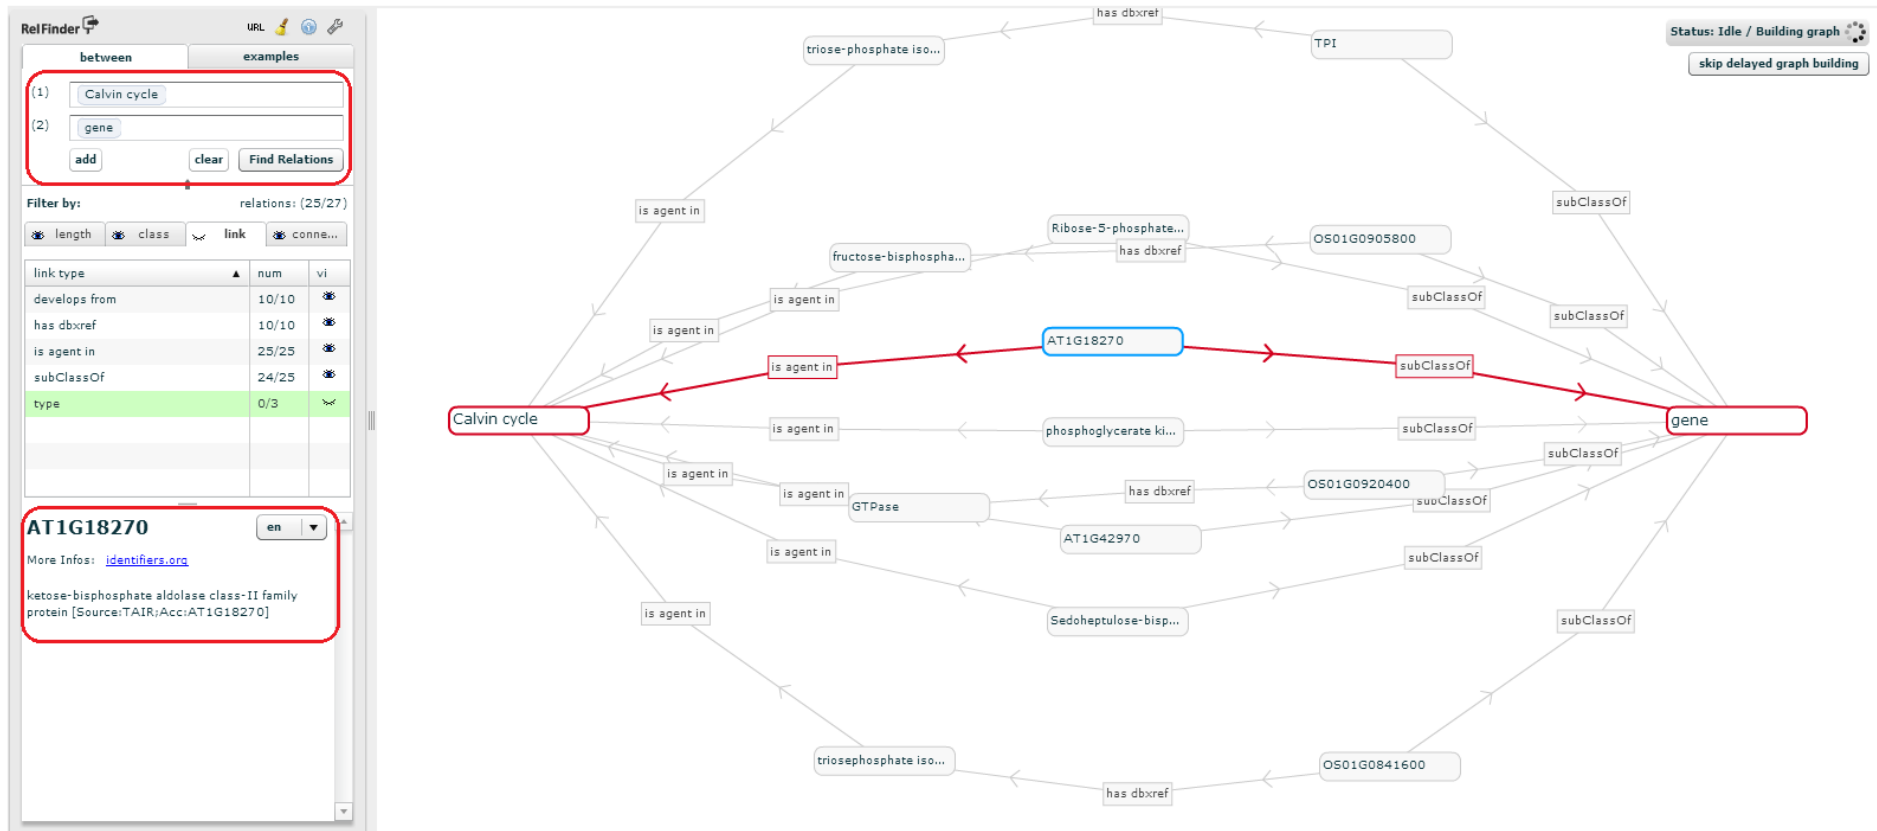 RelFinder
URL
between
examples
(1)
Calvin cycle
(2)
gene
add
clear
Find Relations
Filter by:
relations: (25/27)
length
class
link
conne...
link type
num
vi
develops from
10/10
has dbxref
10/10
is agent in
25/25
subClassOf
24/25
type
0/3
AT1G18270
en
More Infos: identifiers.org
ketose-bisphosphate aldolase class-II family
protein [Source:TAIR;Acc:AT1G18270]
Status: Idle / Building graph
skip delayed graph building
has dbxref
triose-phosphate iso...
TPI
is agent in
subClassOf
Ribose-5-phosphate...
OS01G0905800
fructose-bisphospha...
has dbxref
is agent in
subClassOf
is agent in
subClassOf
AT1G18270
is agent in
subClassOf
Calvin cycle
gene
is agent in
phosphoglycerate ki...
subClassOf
is agent in
subClassOf
is agent in
has dbxref
OS01G0920400
GTPase
subClassOf
AT1G42970
is agent in
subClassOf
is agent in
Sedoheptulose-bisp...
subClassOf
triosephosphate iso...
OS01G0841600
has dbxref